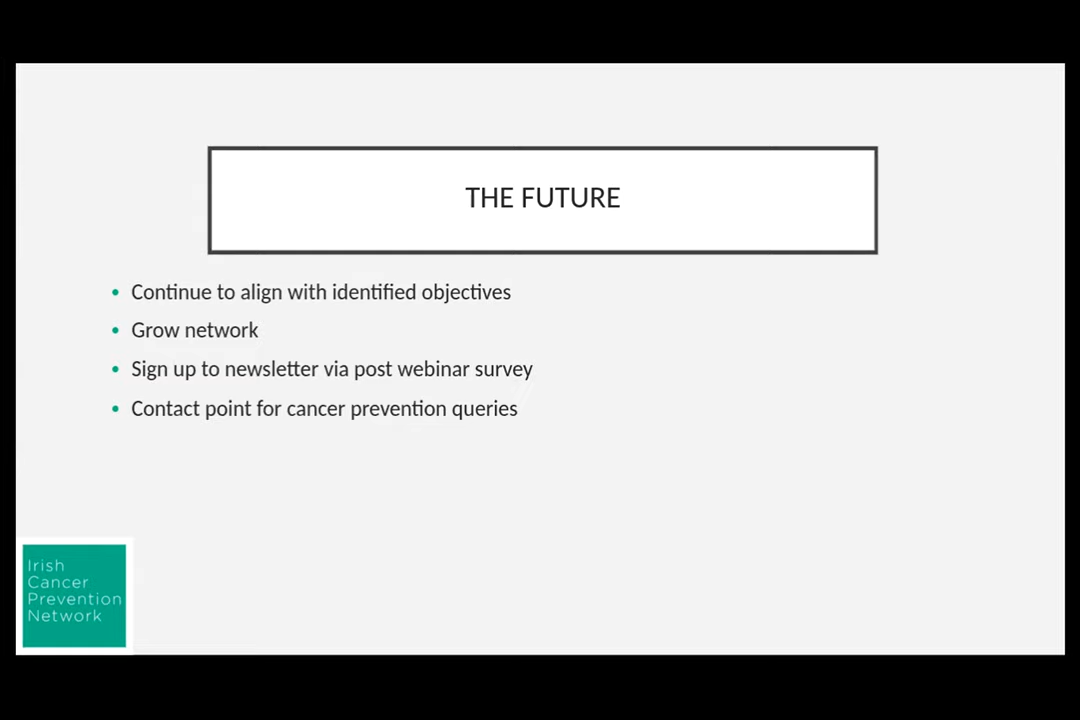 THE FUTURE
• Continue to align with identified objectives
• Grow network
• Sign up to newsletter via post webinar survey
• Contact point for cancer prevention queries
Irish
Cancer
Prevention
Network